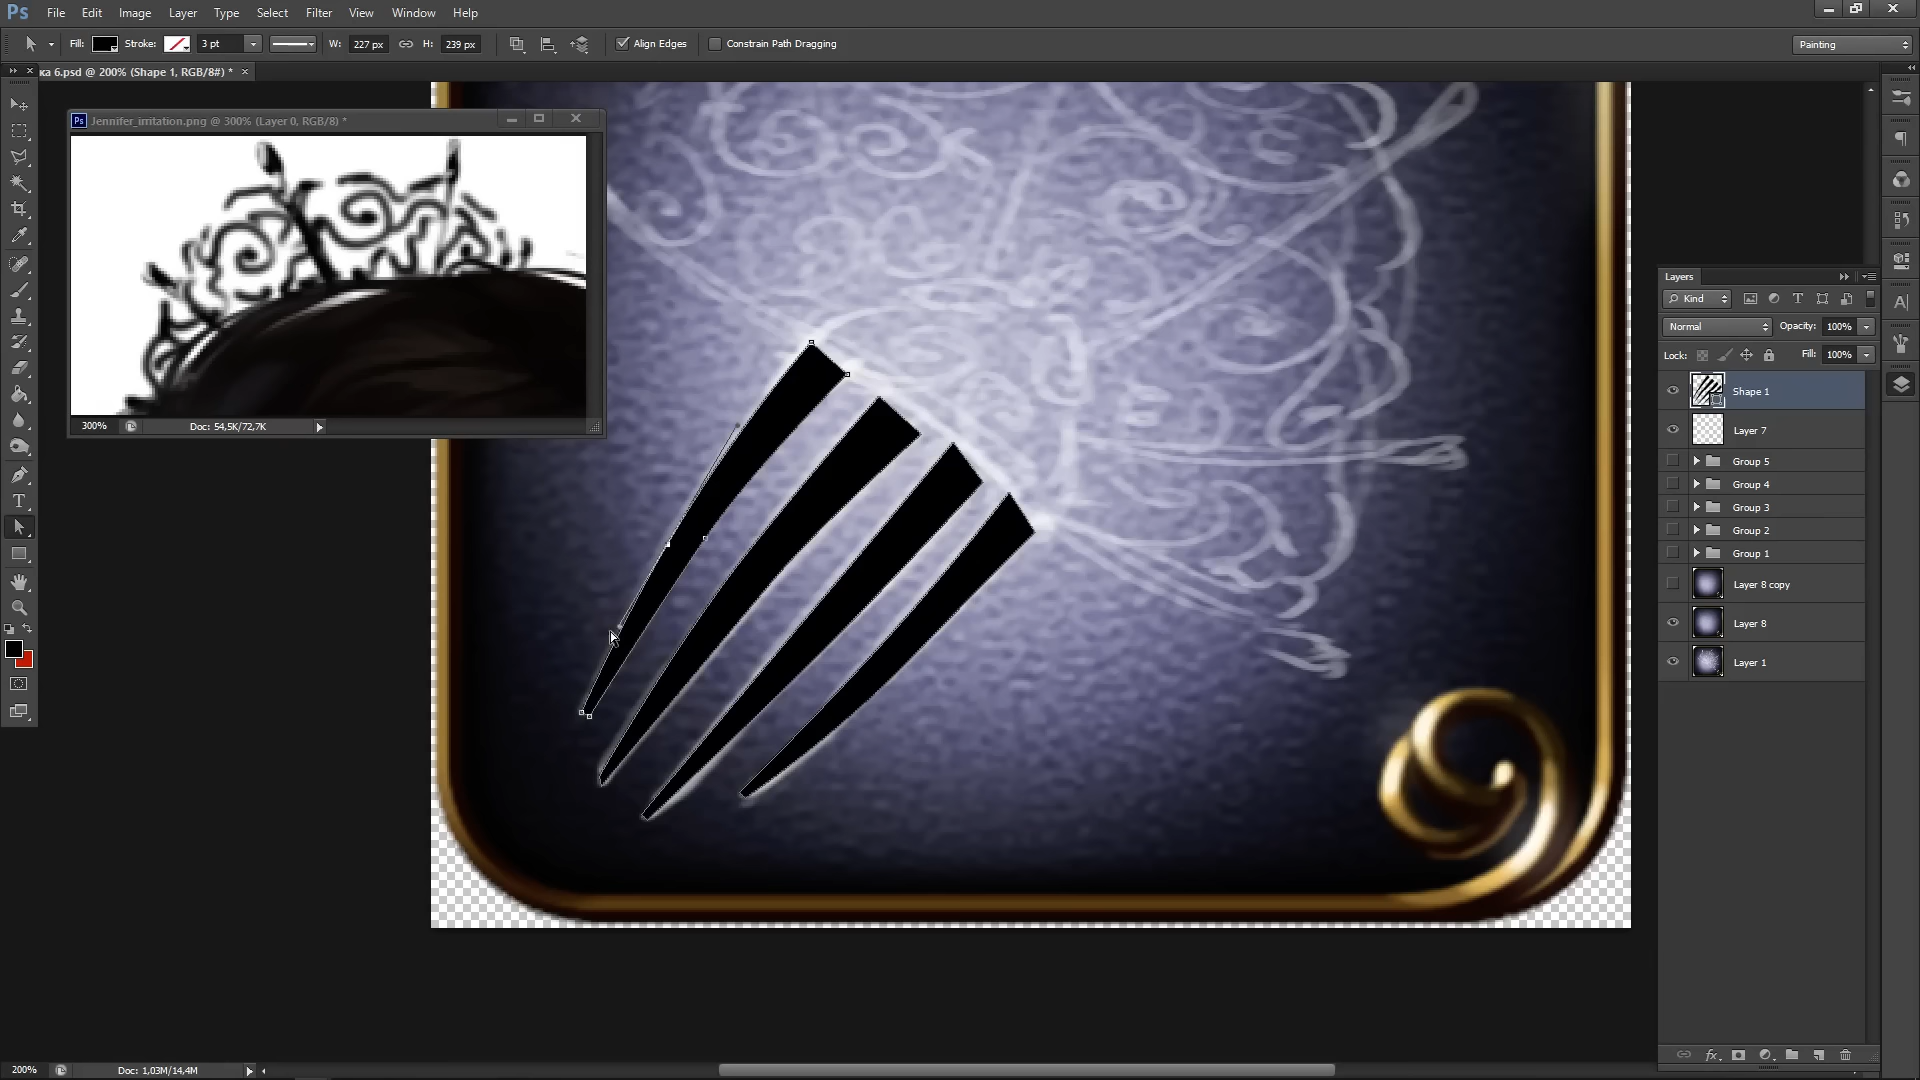 Ps File Edit Image Layer Type Select Filter View Window Help
Fill: Stroke: 3 pt W: 227 px H: 239 px Align Edges Constrain Path Dragging Painting
ка 6.psd @ 200% (Shape 1, RGB/8#) *
Ps Jennifer_irritation.png @ 300% (Layer 0, RGB/8) *
300% Doc: 54,5K/72,7K
Layers
Kind
Normal Opacity: 100%
Lock: Fill: 100%
Shape 1
Layer 7
Group 5
Group 4
Group 3
Group 2
Group 1
Layer 8 copy
Layer 8
Layer 1
fx
200% Doc: 1,03M/14,4M